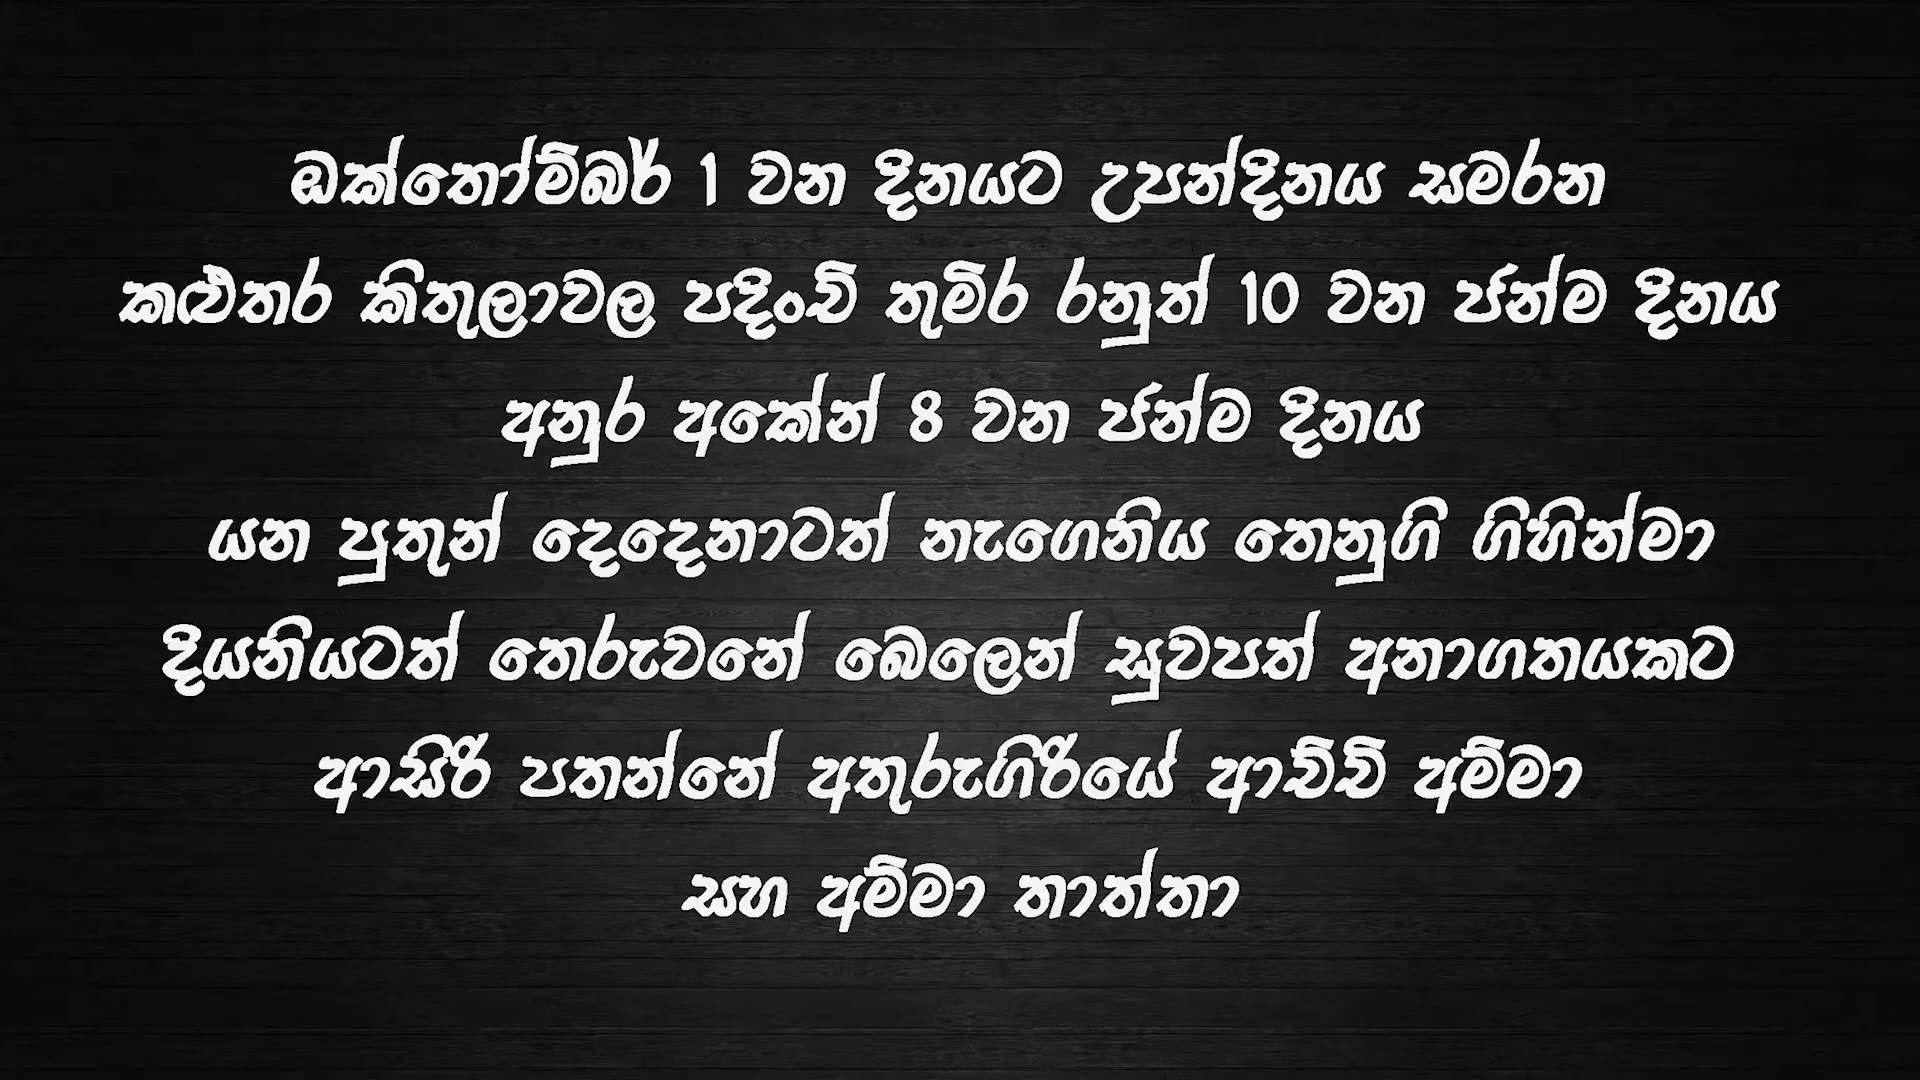 ඔක්තෝම්බර් 1 වන දිනයට උපන්දිනය සමරන
කළුතර කිතුලාවල පදිංචි තුමිර රනුත් 10 වන ජන්ම දිනය
අනුර අකේන් 8 වන ජන්ම දිනය
යන පුතුන් දෙදෙනාටත් නැගෙනිය තෙනුගි ගිහින්මා
දියනියටත් තෙරුවනේ බෙලෙන් සුවපත් අනාගතයකට
ආසිරි පතන්නේ අතුරුගිරියේ ආච්චි අම්මා
සහ අම්මා තාත්තා